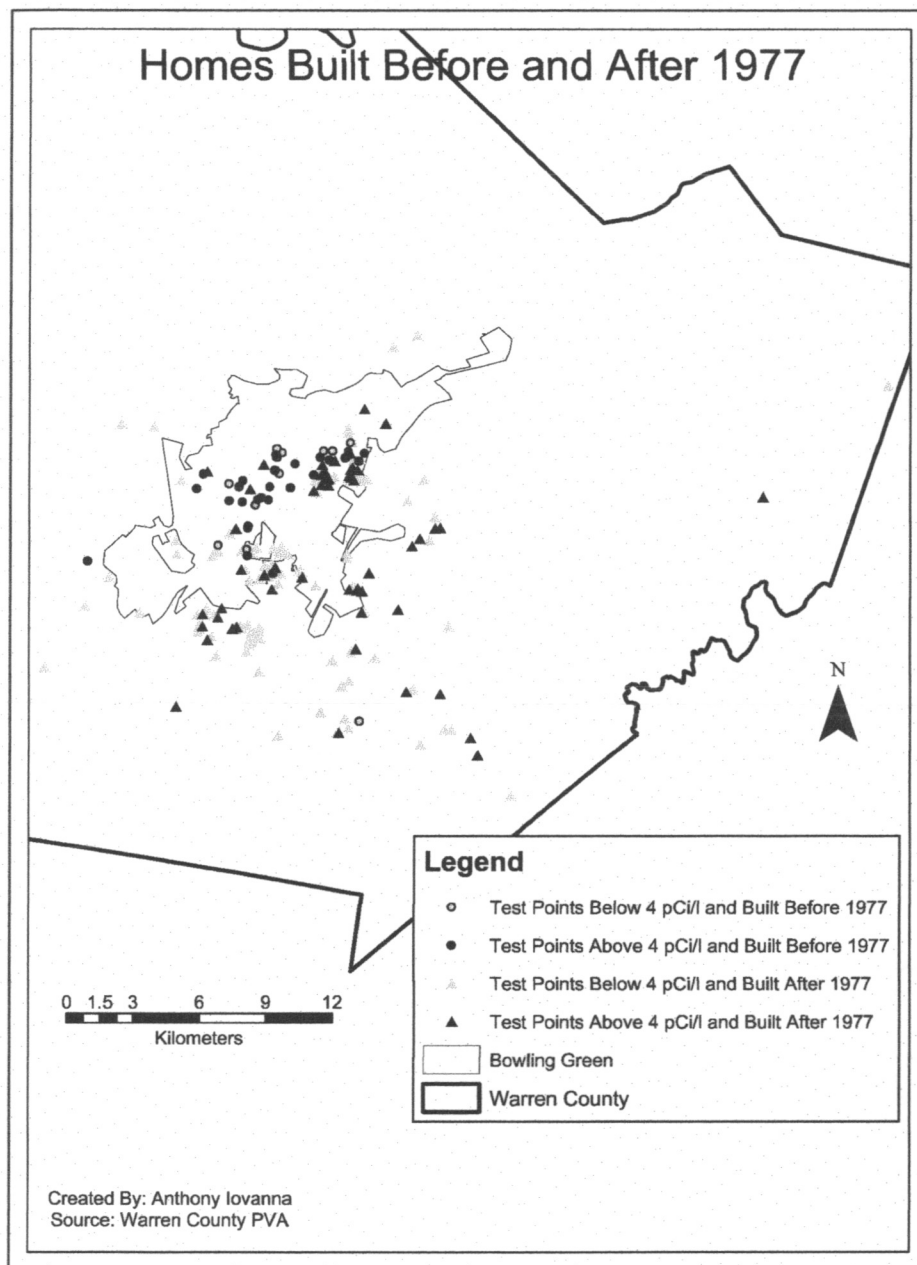 Homes Built Before and After 1977
N
Legend
Test Points Below 4 pCi/l and Built Before 1977
Test Points Above 4 pCi/l and Built Before 1977
Test Points Below 4 pCi/l and Built After 1977
Test Points Above 4 pCi/l and Built After 1977
Bowling Green
Warren County
0 1.5 3 6 9 12
Kilometers
Created By: Anthony Iovanna
Source: Warren County PVA